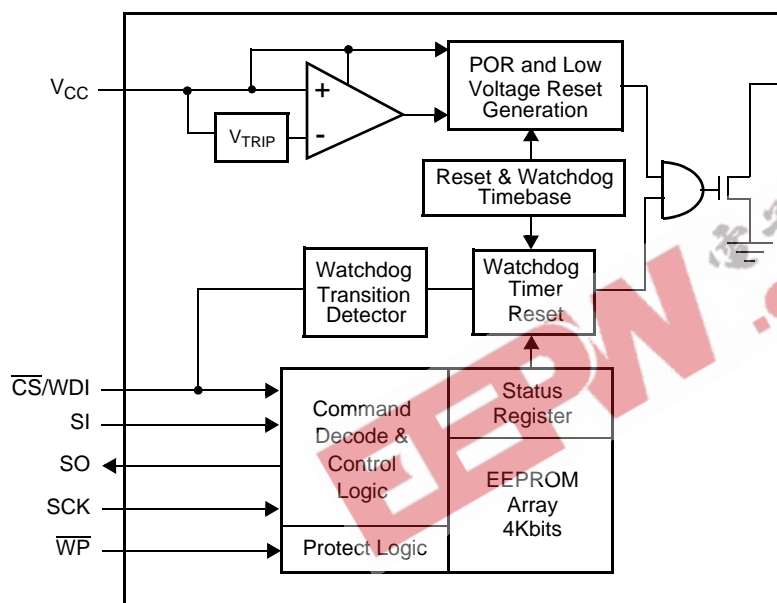 POR and Low
Voltage Reset
Generation
VCC
+
-
VTRIP
Reset & Watchdog
Timebase
Watchdog
Transition
Detector
Watchdog
Timer
Reset
CS/WDI
SI
SO
SCK
WP
Command
Decode &
Control
Logic
Protect Logic
Status
Register
EEPROM
Array
4Kbits
EEPW